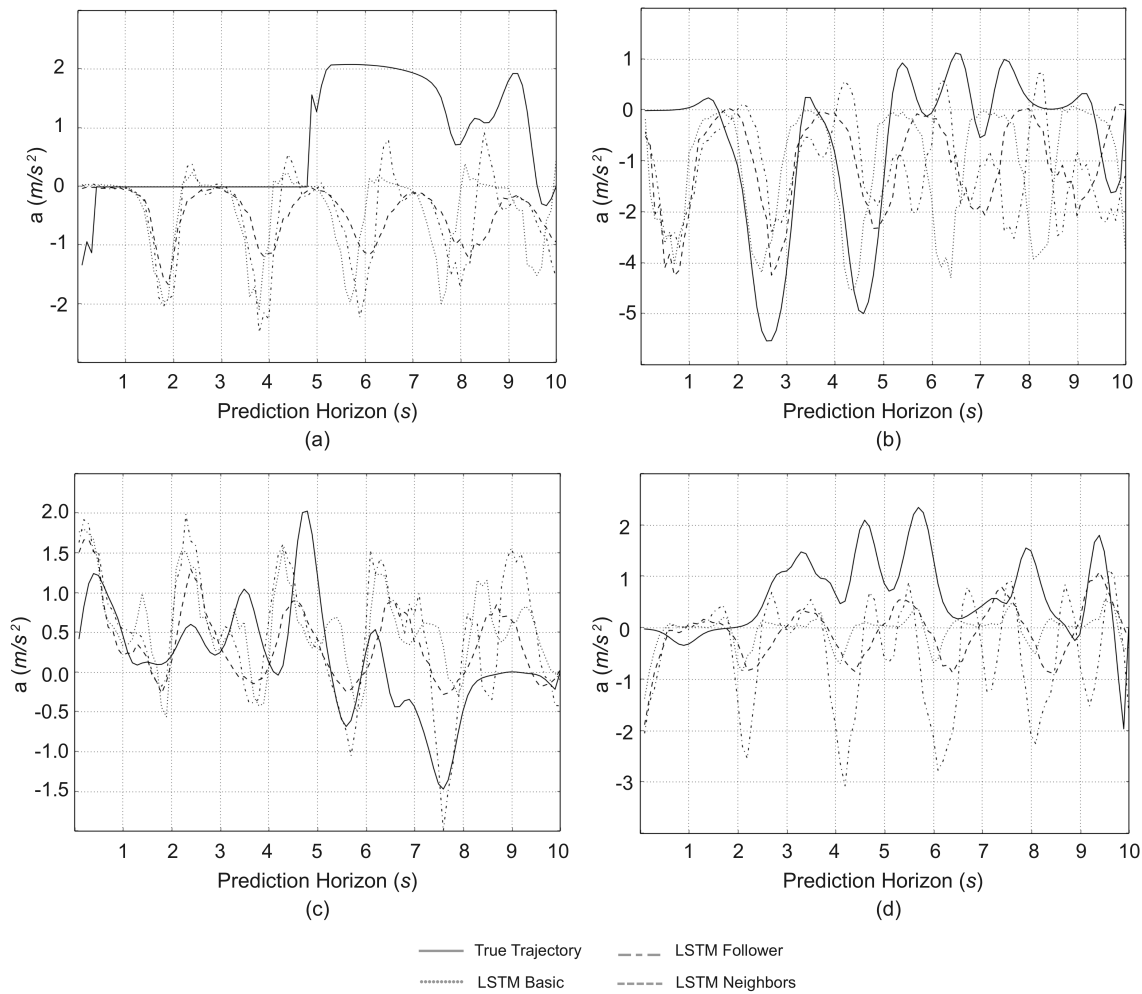 2
1
0
-1
-2
a (m/s²)
1 2 3 4 5 6 7 8 9 10
Prediction Horizon (s)
(a)
1
0
-1
-2
-4
-5
a (m/s²)
1 2 3 4 5 6 7 8 9 10
Prediction Horizon (s)
(b)
2.0
1.5
1.0
0.5
0.0
-0.5
-1.0
-1.5
a (m/s²)
1 2 3 4 5 6 7 8 9 10
Prediction Horizon (s)
(c)
2
1
0
-1
-2
-3
a (m/s²)
1 2 3 4 5 6 7 8 9 10
Prediction Horizon (s)
(d)
True Trajectory
LSTM Follower
LSTM Basic
LSTM Neighbors